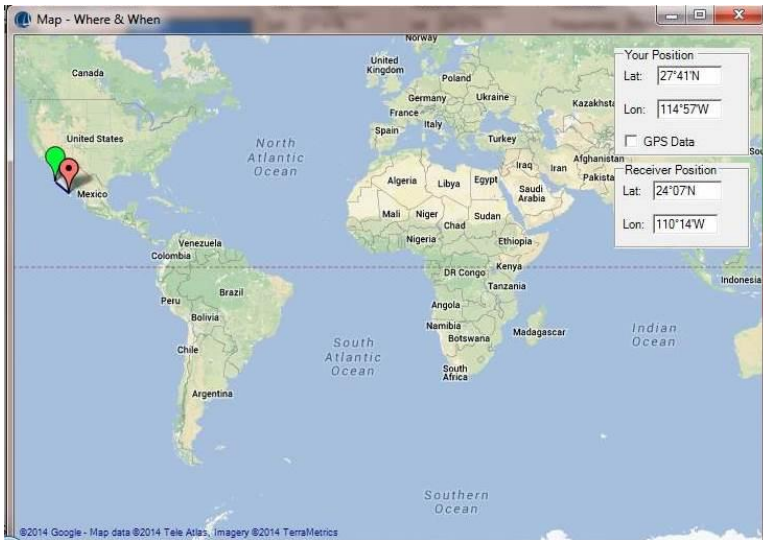 Map - Where & When
Your Position
Lat: 27°41'N
Lon: 114°57'W
GPS Data
Receiver Position
Lat: 24°07'N
Lon: 110°14'W
Norway
Canada
United
Kingdom
Poland
Germany
Ukraine
Kazakhsta
France
Italy
Spain
Turkey
United States
North
Atlantic
Ocean
Afghanistan
Iraq
Iran
Pakista
Sou
Algeria
Libya
Egypt
Saudi
Arabia
Mexico
Mali
Niger
Sudan
Chad
Nigeria
Ethiopia
Venezuela
Colombia
DR Congo
Kenya
Indonesia
Tanzania
Brazil
Peru
Angola
Bolivia
Namibia
Botswana
Madagascar
Indian
Ocean
South
Atlantic
Ocean
Chile
South
Africa
Argentina
Southern
Ocean
©2014 Google - Map data ©2014 Tele Atlas, Imagery ©2014 TerraMetrics